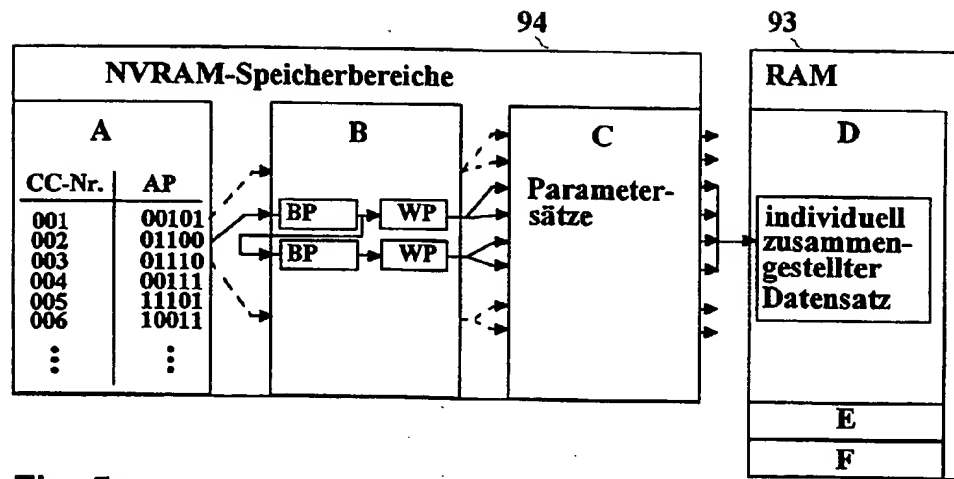 94
93
NVRAM-Speicherbereiche
RAM
A
B
C
D
CC-Nr. AP
001 00101
002 01100
003 01110
004 00111
005 11101
006 10011
BP WP
BP WP
Parameter-
sätze
individuell
zusammen-
gestellter
Datensatz
E
F